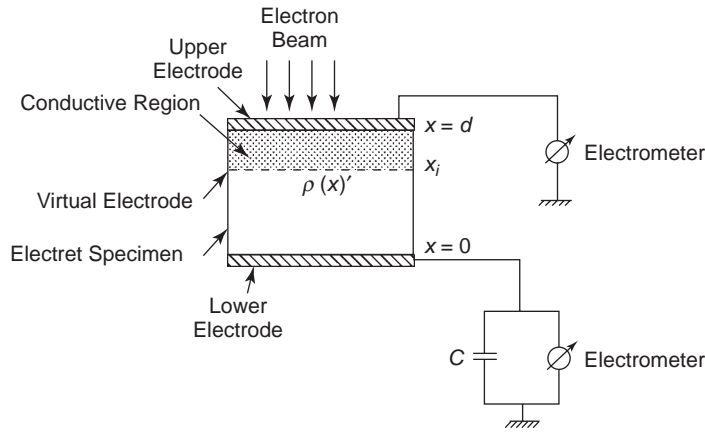 Electron
Beam
Upper
Electrode
Conductive Region
x = d
Electrometer
x_i
ρ (x)′
Virtual Electrode
Electret Specimen
x = 0
Lower
Electrode
C
Electrometer